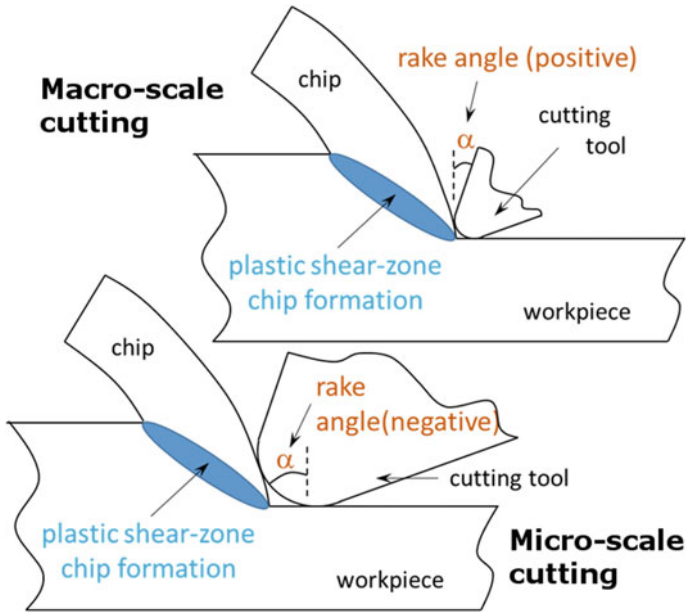 Macro-scale
cutting
chip
rake angle (positive)
α
cutting
tool
plastic shear-zone
chip formation
workpiece
chip
rake
angle(negative)
α
cutting tool
plastic shear-zone
chip formation
workpiece
Micro-scale
cutting